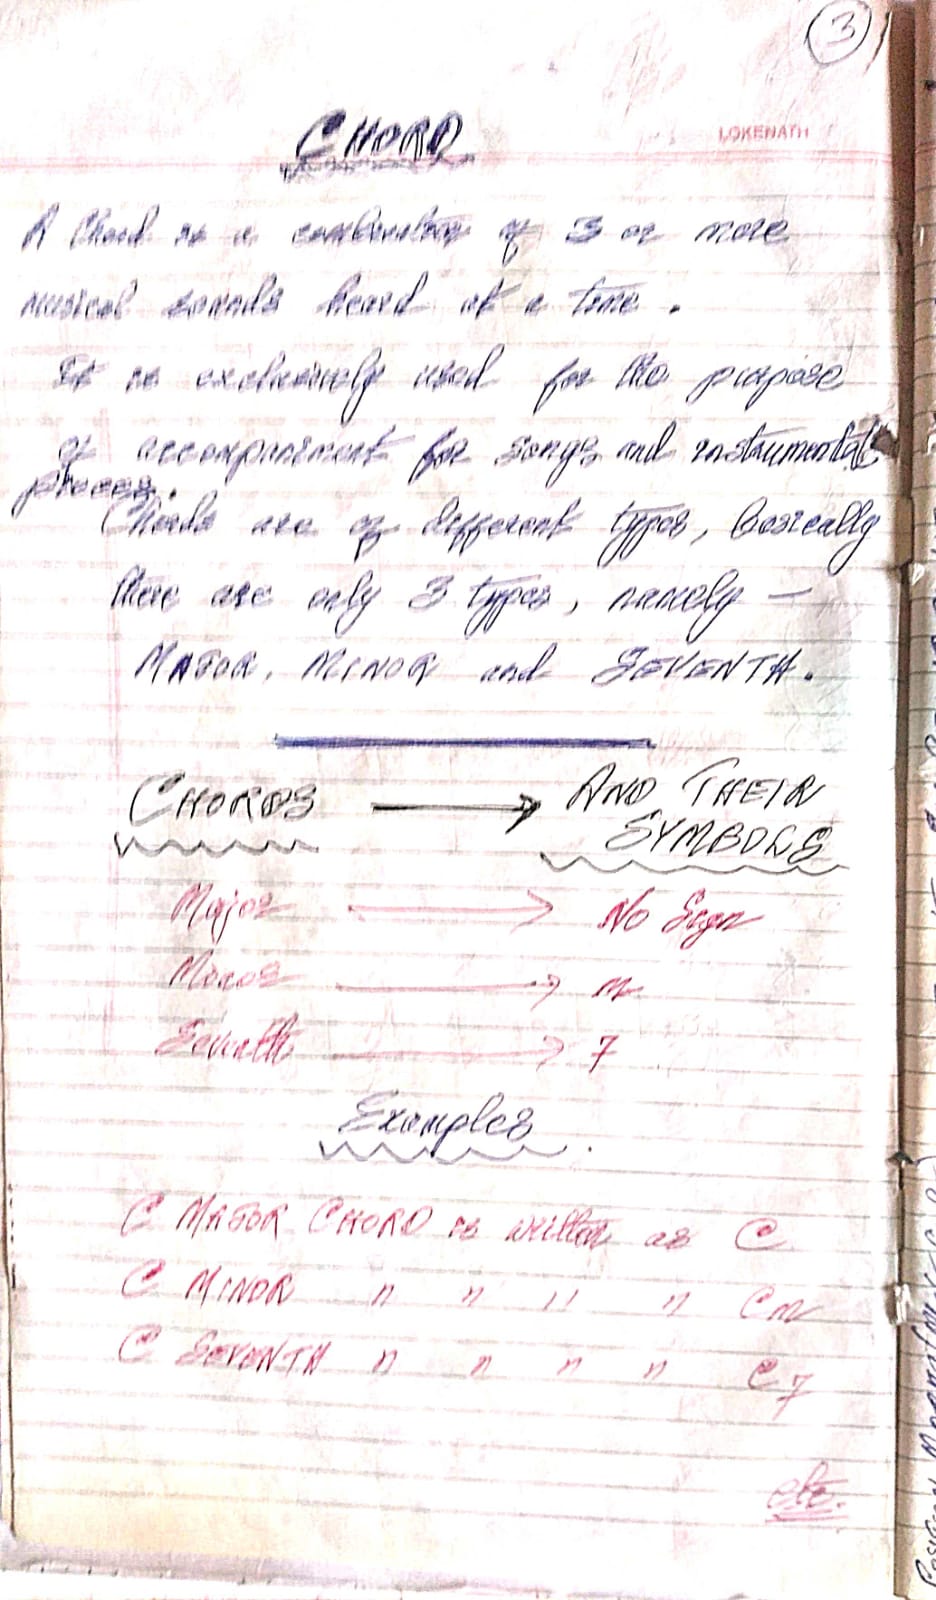 3
CHORD
LOKENATH
A Chord is a combination of 3 or more
musical sounds heard at a time.
It is exclusively used for the purpose
of accompaniment for songs and instrumental
pieces.
Chords are of different types, basically
there are only 3 types, namely —
MAJOR, MINOR and SEVENTH.
CHORDS → AND THEIR
SYMBOLS
Major → No Sign
Minor → m
Seventh → 7
Examples
C MAJOR CHORD is written as C
C MINOR " " " " Cm
C SEVENTH " " " " C7
etc.